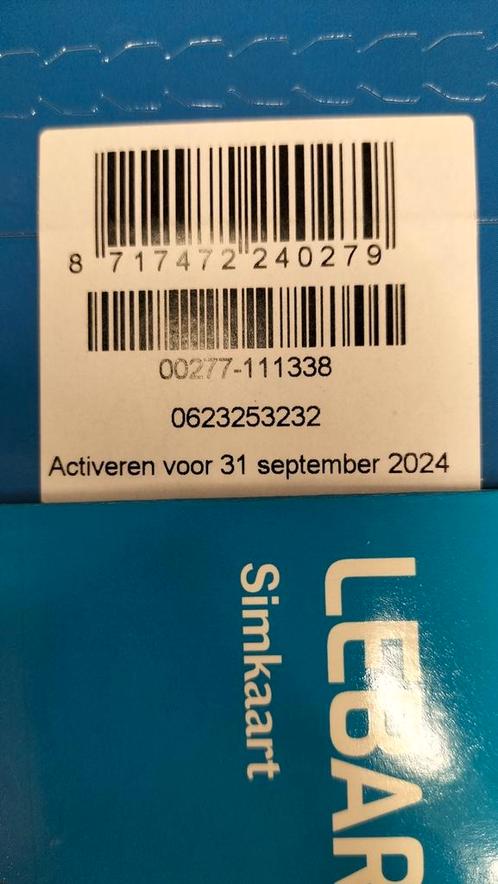 8 717472 240279
00277-111338
0623253232
Activeren voor 31 september 2024
LEBAR
Simkaart